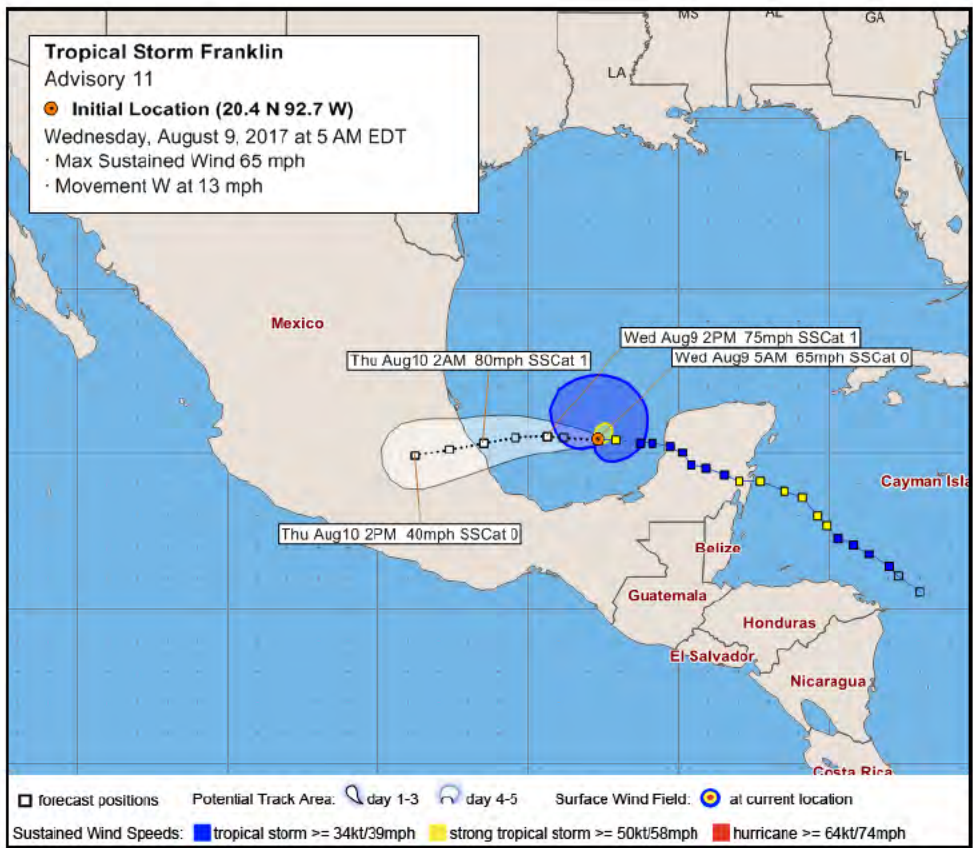 Tropical Storm Franklin
Advisory 11
Initial Location (20.4 N 92.7 W)
Wednesday, August 9, 2017 at 5 AM EDT
· Max Sustained Wind 65 mph
· Movement W at 13 mph
MS
AL
GA
LA
FL
Mexico
Wed Aug9 2PM 75mph SSCat 1
Thu Aug10 2AM 80mph SSCat 1
Wed Aug9 5AM 65mph SSCat 0
Cayman Isla
Thu Aug10 2PM 40mph SSCat 0
Belize
Guatemala
Honduras
El Salvador
Nicaragua
Costa Rica
forecast positions Potential Track Area: day 1-3 day 4-5 Surface Wind Field: at current location
Sustained Wind Speeds: tropical storm >= 34kt/39mph strong tropical storm >= 50kt/58mph hurricane >= 64kt/74mph